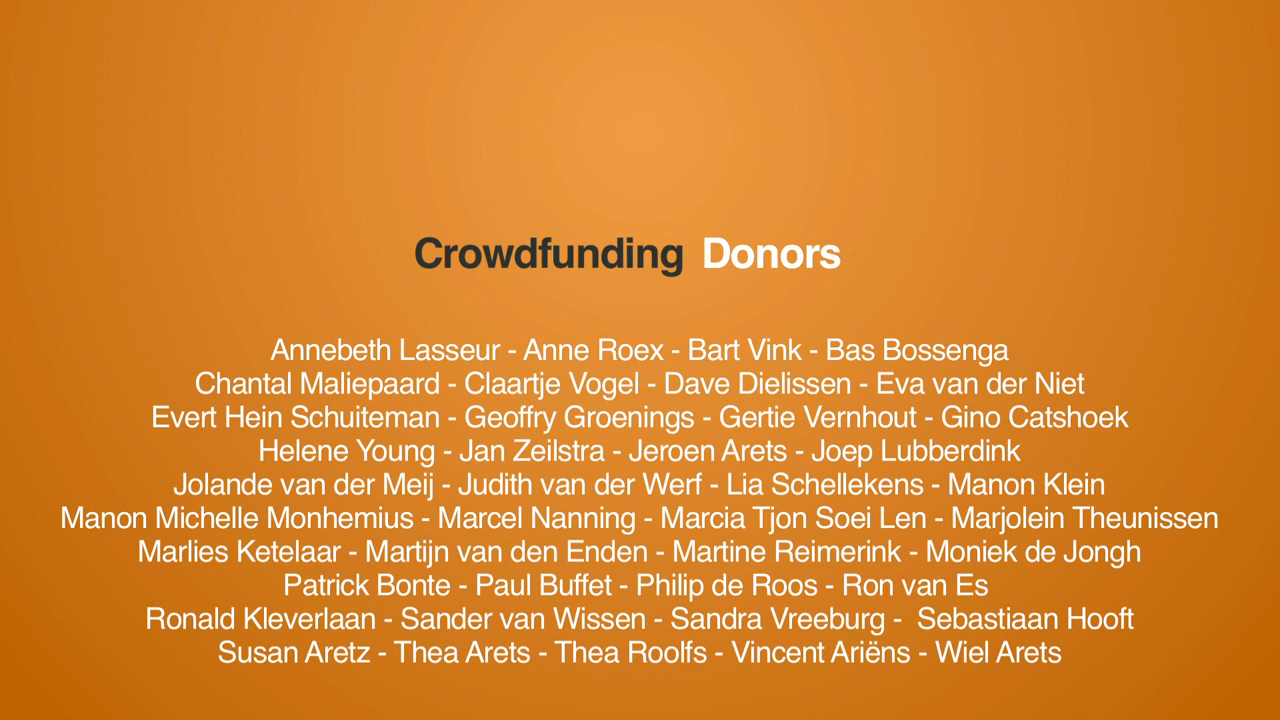 Crowdfunding Donors
Annebeth Lasseur - Anne Roex - Bart Vink - Bas Bossenga
Chantal Maliepaard - Claartje Vogel - Dave Dielissen - Eva van der Niet
Evert Hein Schuiteman - Geoffry Groenings - Gertie Vernhout - Gino Catshoek
Helene Young - Jan Zeilstra - Jeroen Arets - Joep Lubberdink
Jolande van der Meij - Judith van der Werf - Lia Schellekens - Manon Klein
Manon Michelle Monhemius - Marcel Nanning - Marcia Tjon Soei Len - Marjolein Theunissen
Marlies Ketelaar - Martijn van den Enden - Martine Reimerink - Moniek de Jongh
Patrick Bonte - Paul Buffet - Philip de Roos - Ron van Es
Ronald Kleverlaan - Sander van Wissen - Sandra Vreeburg - Sebastiaan Hooft
Susan Aretz - Thea Arets - Thea Roolfs - Vincent Ariëns - Wiel Arets